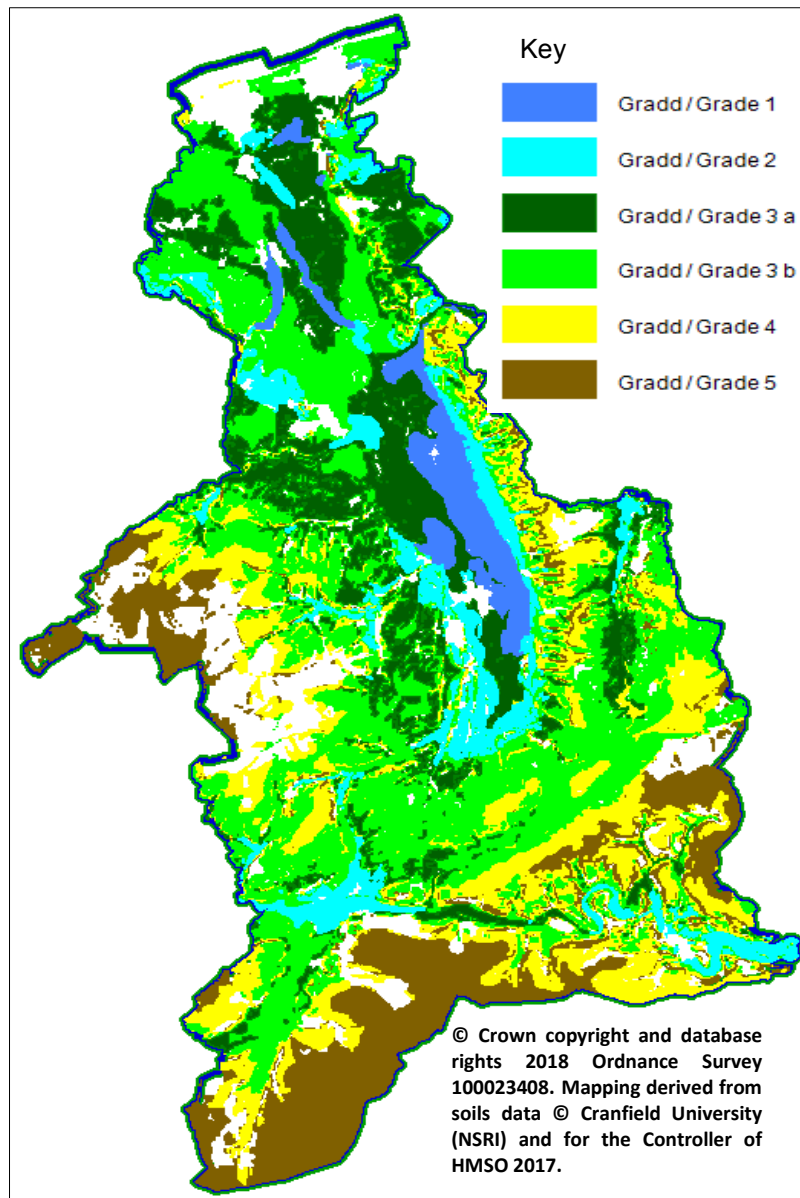 Key
Gradd / Grade 1
Gradd / Grade 2
Gradd / Grade 3 a
Gradd / Grade 3 b
Gradd / Grade 4
Gradd / Grade 5
© Crown copyright and database
rights 2018 Ordnance Survey
100023408. Mapping derived from
soils data © Cranfield University
(NSRI) and for the Controller of
HMSO 2017.